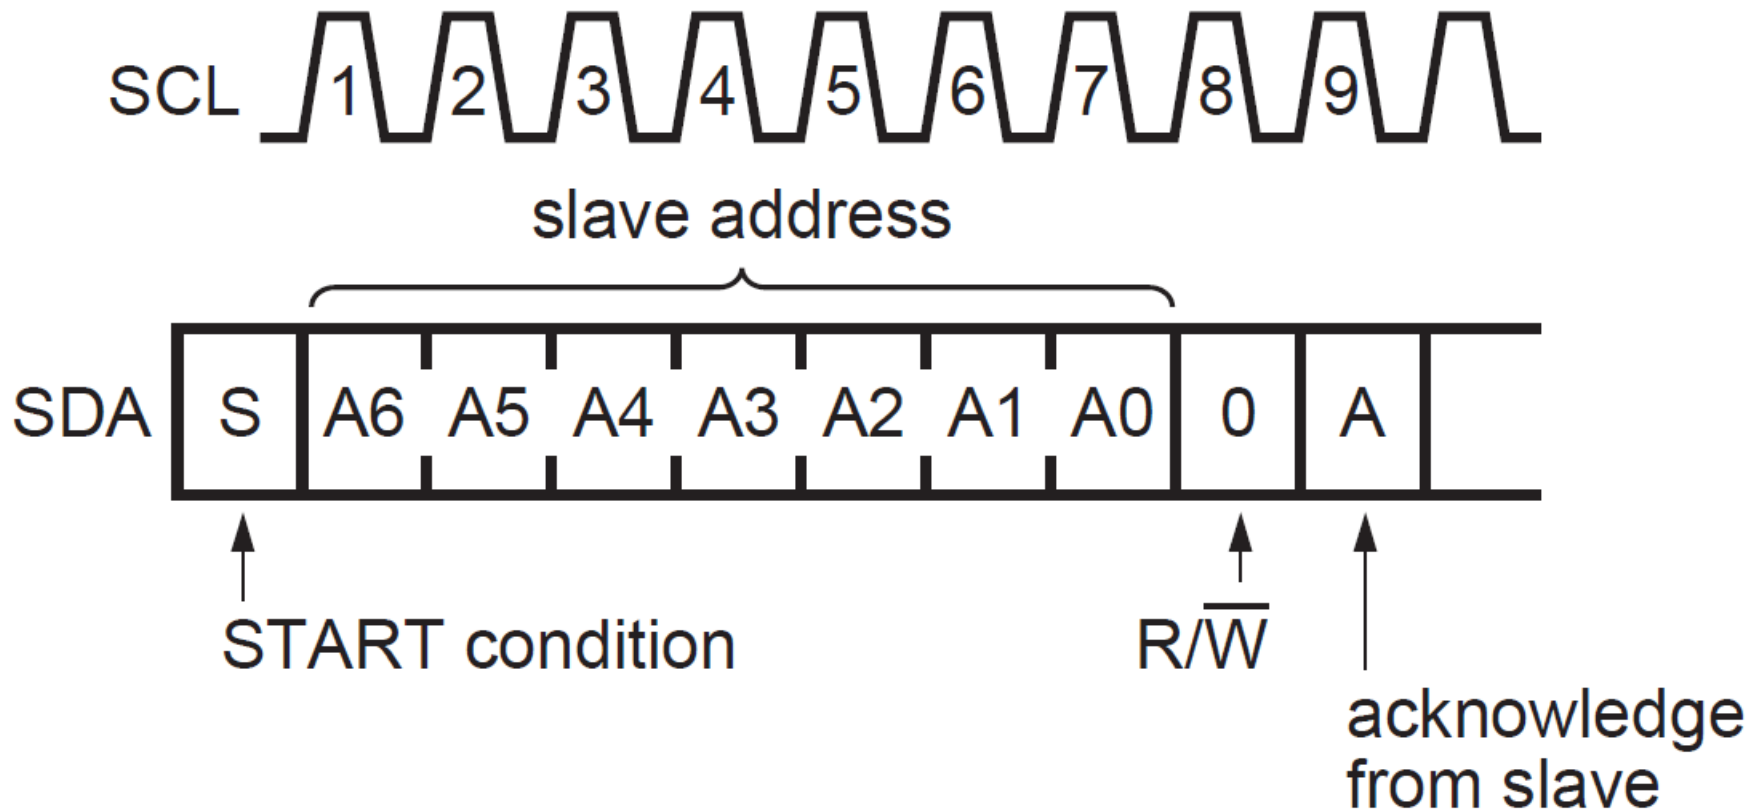 SCL 1 2 3 4 5 6 7 8 9
slave address
SDA S A6 A5 A4 A3 A2 A1 A0 0 A
START condition
R/W̅
acknowledge
from slave